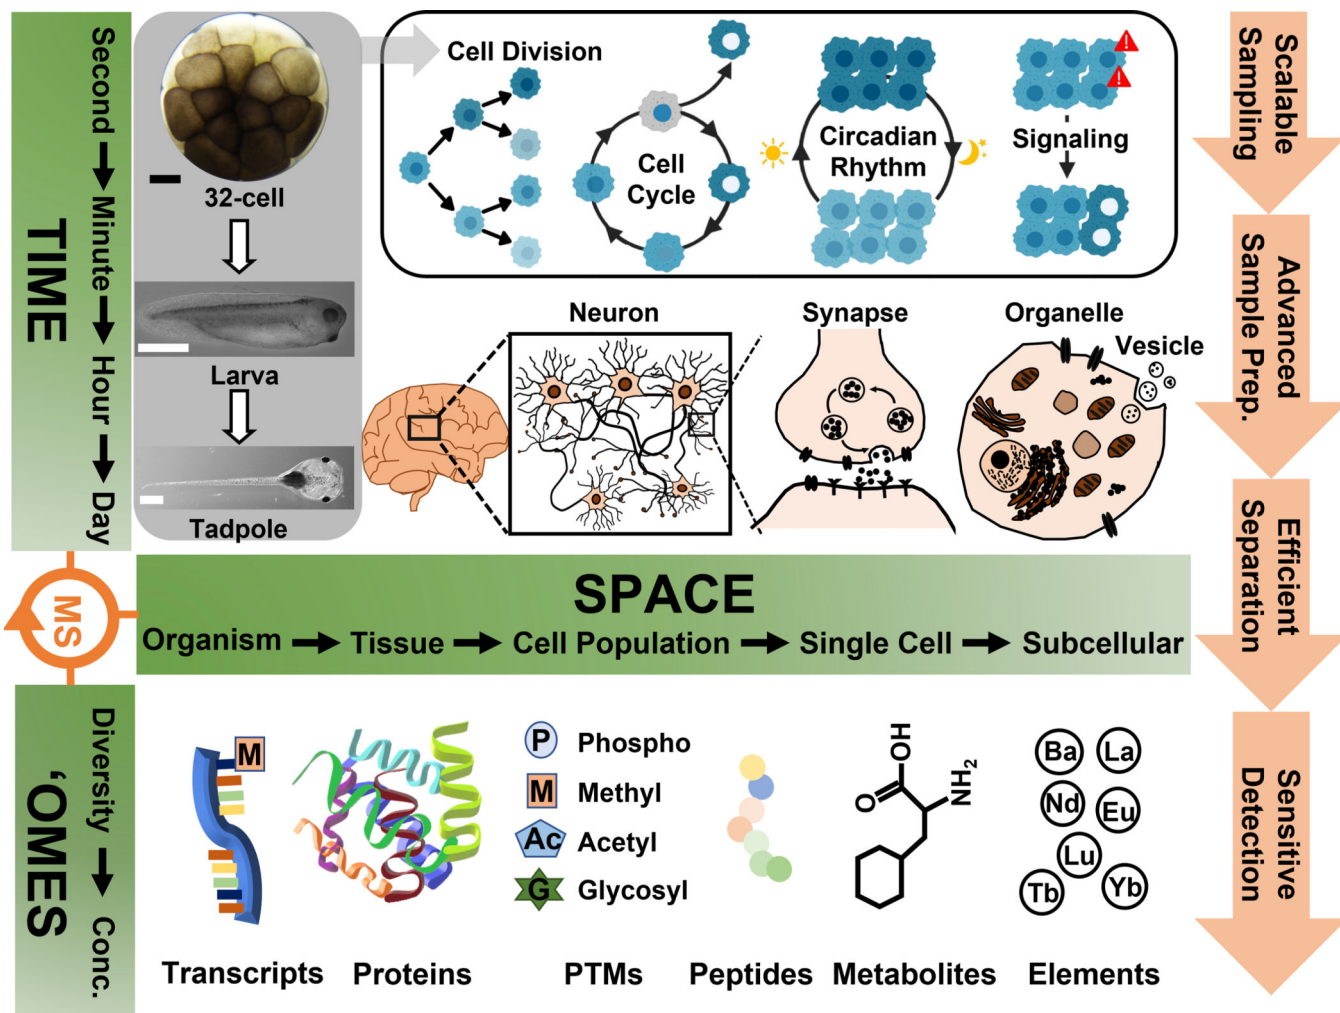 TIME
Second
Minute
Hour
Day
32-cell
Larva
Tadpole
Cell Division
Cell
Cycle
Circadian
Rhythm
Signaling
!
!
Neuron
Synapse
Organelle
Vesicle
Scalable
Sampling
Advanced
Sample Prep.
Efficient
Separation
Sensitive
Detection
MS
SPACE
Organism
Tissue
Cell Population
Single Cell
Subcellular
‘OMES
Diversity
Conc.
M
P
Phospho
M
Methyl
Ac
Acetyl
G
Glycosyl
OH
O
NH2
Ba
La
Nd
Eu
Lu
Tb
Yb
Transcripts
Proteins
PTMs
Peptides
Metabolites
Elements